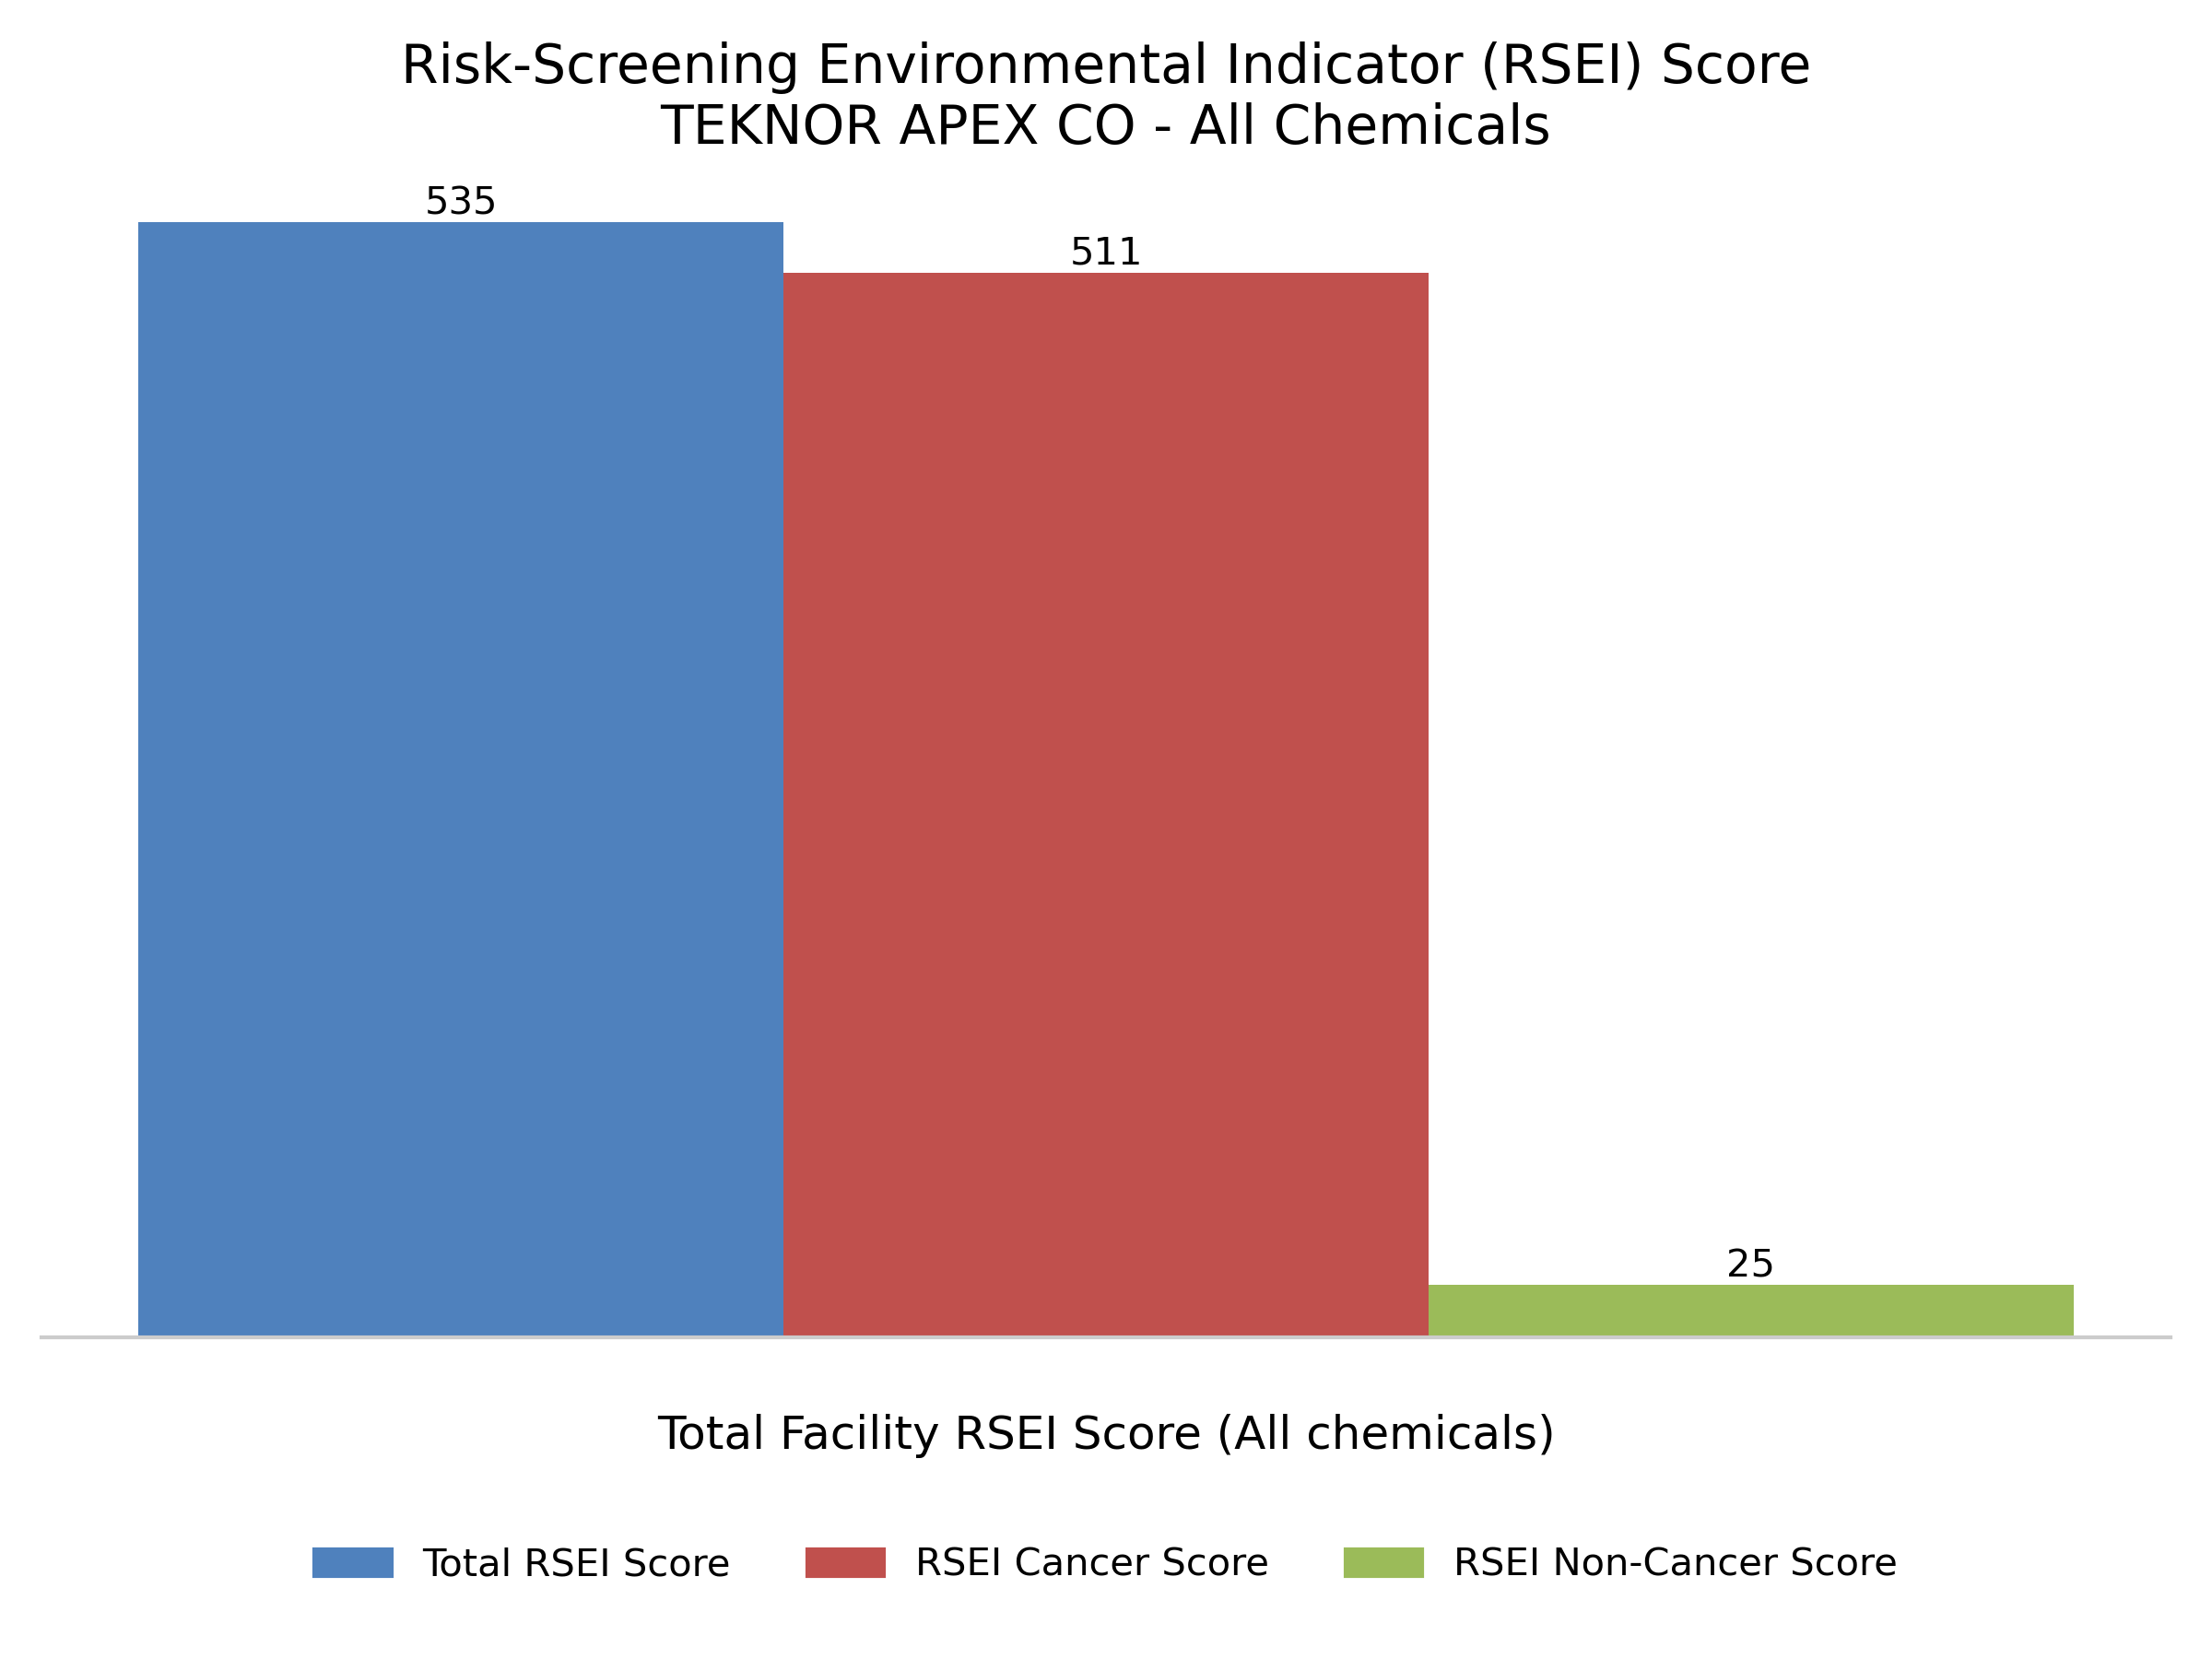 Risk-Screening Environmental Indicator (RSEI) Score
TEKNOR APEX CO - All Chemicals
535
511
25
Total Facility RSEI Score (All chemicals)
Total RSEI Score
RSEI Cancer Score
RSEI Non-Cancer Score